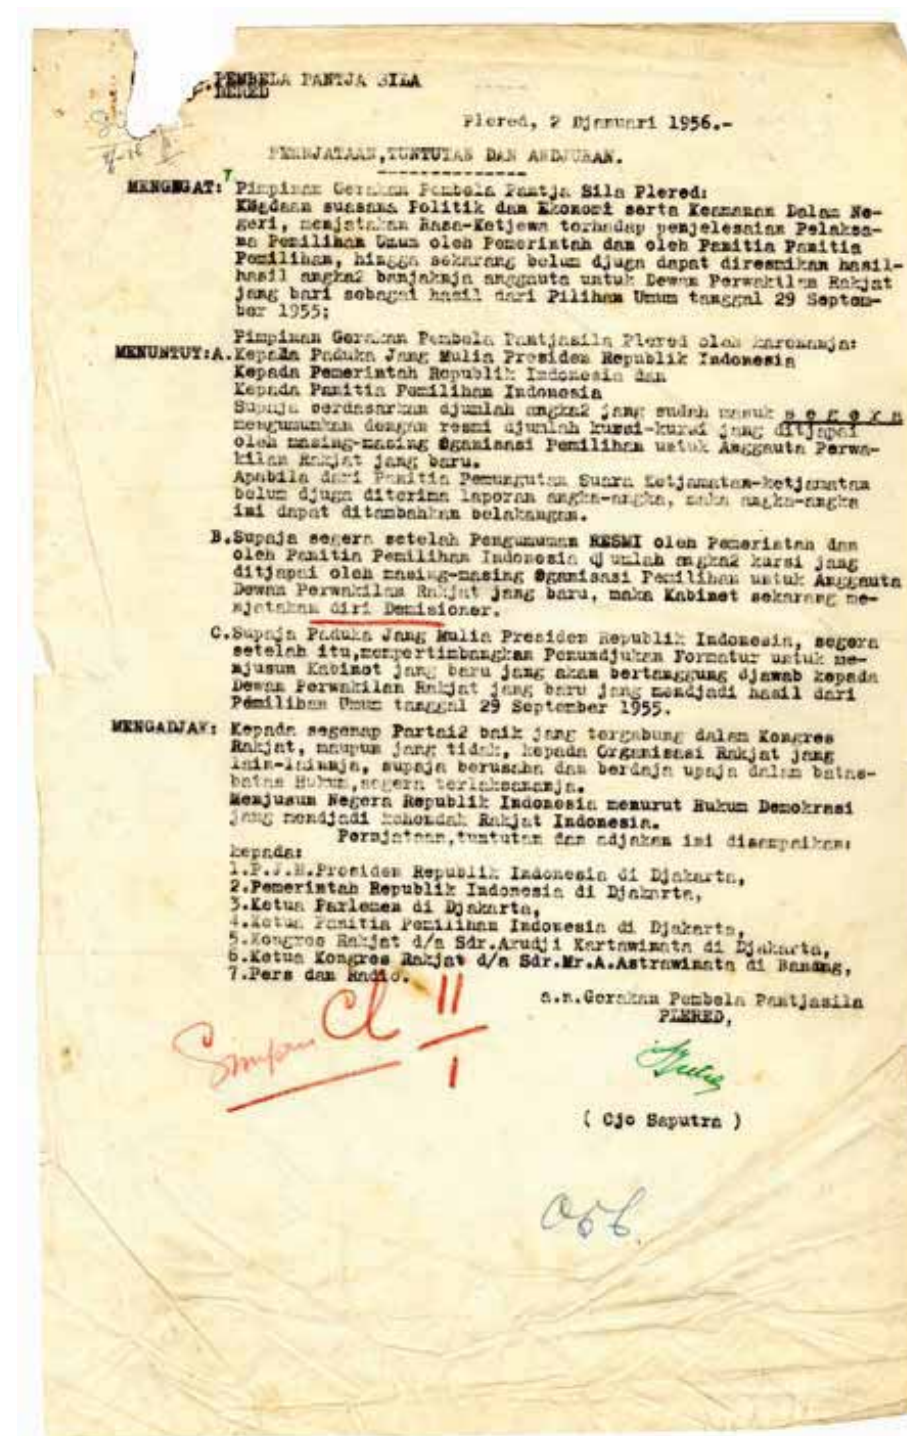 PEMBELA PANTJA SILA
PLERED
Plered, 2 Djanuari 1956.-
PERNJATAAN,TUNTUTAN DAN ANDJURAN.
MENGINGAT: Pimpinan Gerakan Pembela Pantja Sila Plered:
KEadaan suasana Politik dan Ekonomi serta Keamanan Dalam Ne-
geri, menjatakan Rasa-Ketjewa terhadap penjelesaian Pelaksa-
na Pemilihan Umum oleh Pemerintah dan oleh Panitia Panitia
Pemilihan, hingga sekarang belum djuga dapat diresmikan hasil-
hasil angka2 banjaknja anggauta untuk Dewan Perwakilan Rakjat
jang bari sebagai hasil dari Pilihan Umum tanggal 29 Septem-
ber 1955;
Pimpinan Gerakan Pembela Pantjasila Plered oleh karenanja:
MENUNTUT:A.Kepala Paduka Jang Mulia Presiden Republik Indonesia
Kepada Pemerintah Republik Indonesia dan
Kepada Panitia Pemilihan Indonesia
Supaja berdasarkan djumlah angka2 jang sudah masuk s e g e r a
mengumumkan dengan resmi djumlah kursi-kursi jang ditjapai
oleh masing-masing Oganisasi Pemilihan untuk Anggauta Perwa-
kilan Rakjat jang baru.
Apabila dari Panitia Pemungutan Suara Ketjamatan-ketjamatan
belum djuga diterima laporan angka-angka, maka angka-angka
ini dapat ditambahkan belakangan.
B.Supaja segera setelah Pengumuman RESMI oleh Pemerintah dan
oleh Panitia Pemilihan Indonesia djumlah angka2 kursi jang
ditjapai oleh masing-masing Oganisasi Pemilihan untuk Anggauta
Dewan Perwakilan Rakjat jang baru, maka Kabinet sekarang me-
njatakan diri Demisioner.
C.Supaja Paduka Jang Mulia Presiden Republik Indonesia, segera
setelah itu,mempertimbangkan Penundjukan Formatur untuk me-
njusun Kabinet jang baru jang akan bertanggung djawab kepada
Dewan Perwakilan Rakjat jang baru jang mendjadi hasil dari
Pemilihan Umum tanggal 29 September 1955.
MENGADJAK: Kepada segenap Partai2 baik jang tergabung dalam Kongres
Rakjat, maupun jang tidak, kepada Organisasi Rakjat jang
lain-lainnja, supaja berusaha dan berdaja upaja dalam batas-
batas Hukum,segera terlaksananja.
Menjusun Negera Republik Indonesia menurut Hukum Demokrasi
jang mendjadi kehendak Rakjat Indonesia.
Pernjataan,tuntutan dan adjakan ini disampaikan:
kepada:
1.P.J.M.Presiden Republik Indonesia di Djakarta,
2.Pemerintah Republik Indonesia di Djakarta,
3.Ketua Parlemen di Djakarta,
4.Ketua Panitia Pemilihan Indonesia di Djakarta,
5.Kongres Rakjat d/a Sdr.Arudji Kartawinata di Djakarta,
6.Ketua Kongres Rakjat d/a Sdr.Mr.A.Astrawinata di Bandung,
7.Pers dan Radio.
a.n.Gerakan Pembela Pantjasila
PLERED,
Simpan Cl II
I
( Cjo Saputra )